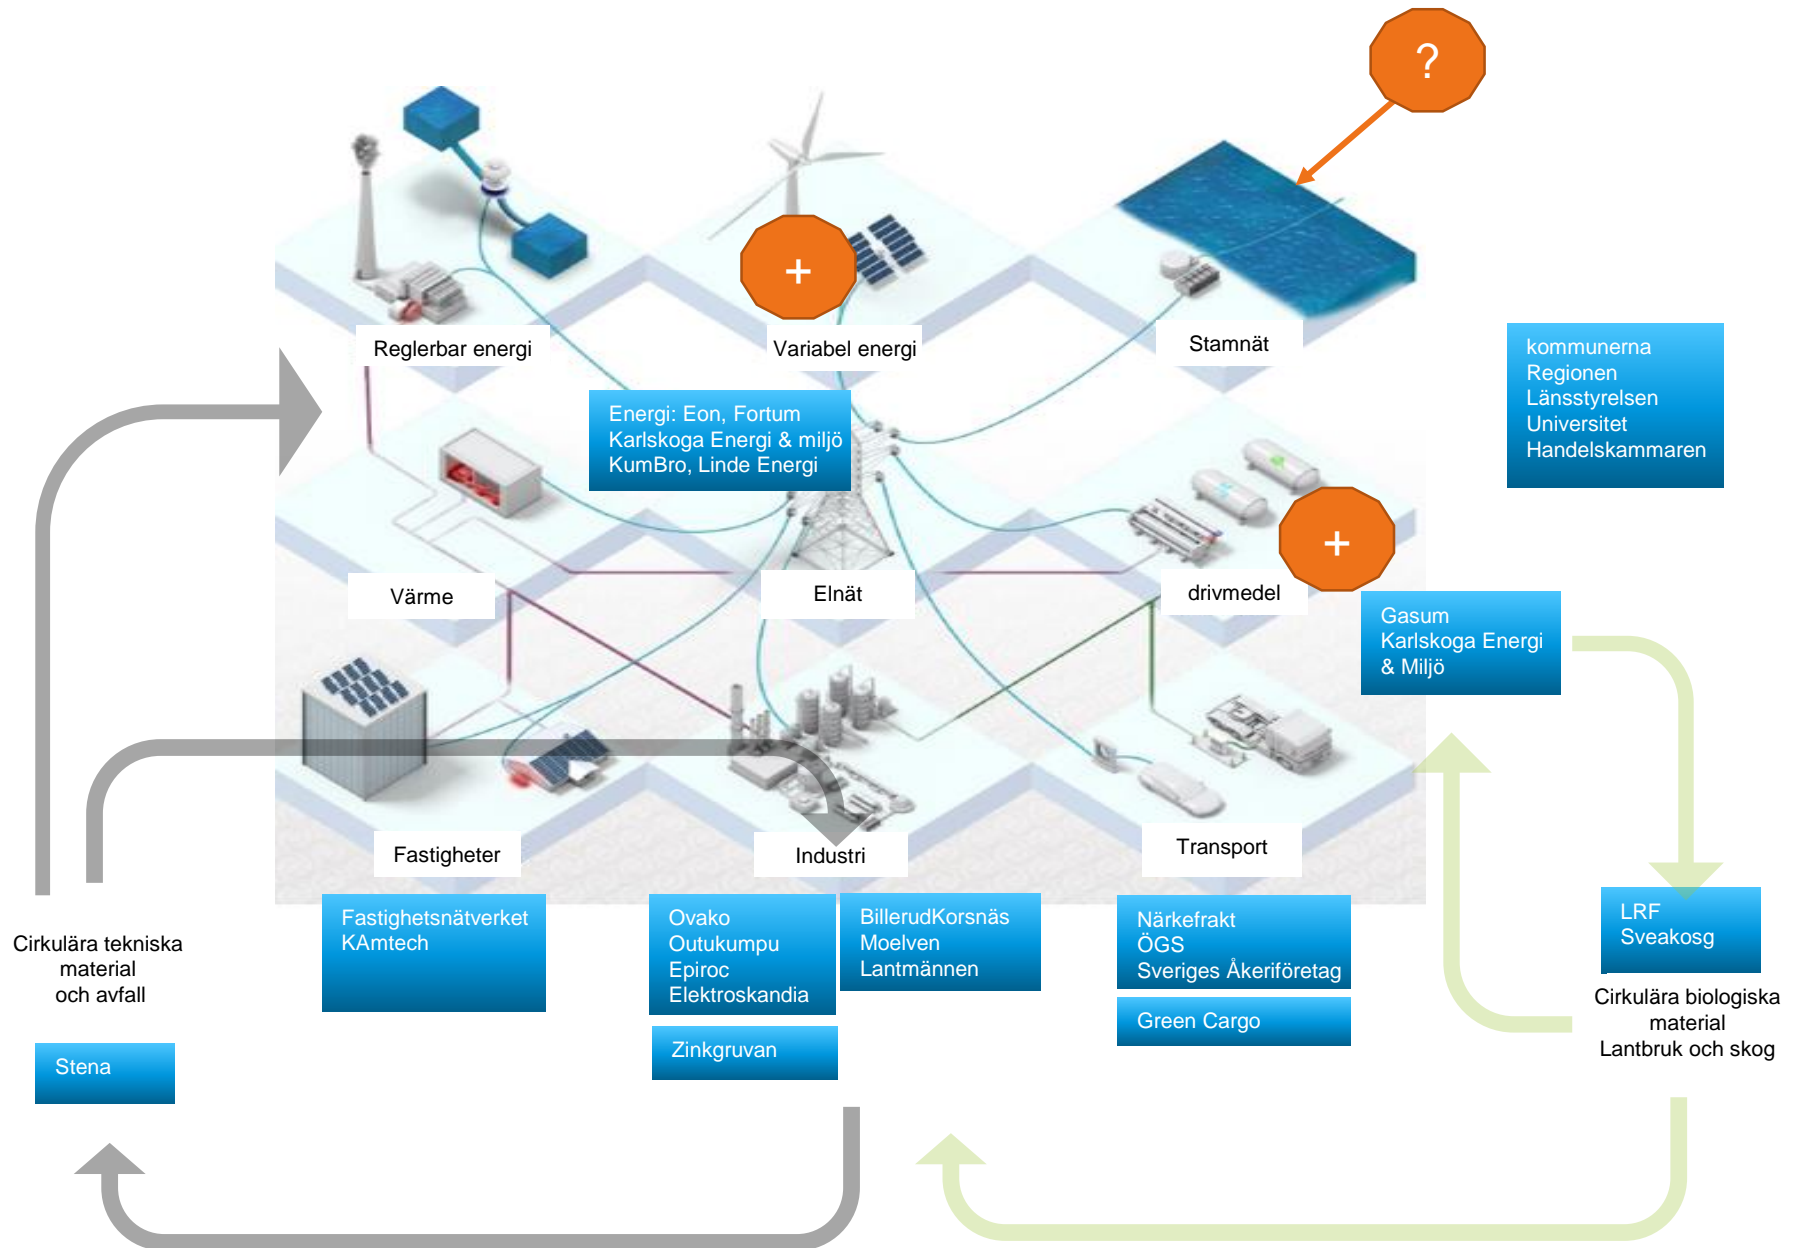 ?
+
Reglerbar energi
Variabel energi
Stamnät
kommunerna
Regionen
Länsstyrelsen
Universitet
Handelskammaren
Energi: Eon, Fortum
Karlskoga Energi & miljö
KumBro, Linde Energi
+
Värme
Elnät
drivmedel
Gasum
Karlskoga Energi
& Miljö
Fastigheter
Industri
Transport
Fastighetsnätverket
KAmtech
Ovako
Outukumpu
Epiroc
Elektroskandia
BillerudKorsnäs
Moelven
Lantmännen
Närkefrakt
ÖGS
Sveriges Åkeriföretag
LRF
Sveakosg
Cirkulära tekniska
material
och avfall
Cirkulära biologiska
material
Lantbruk och skog
Green Cargo
Zinkgruvan
Stena